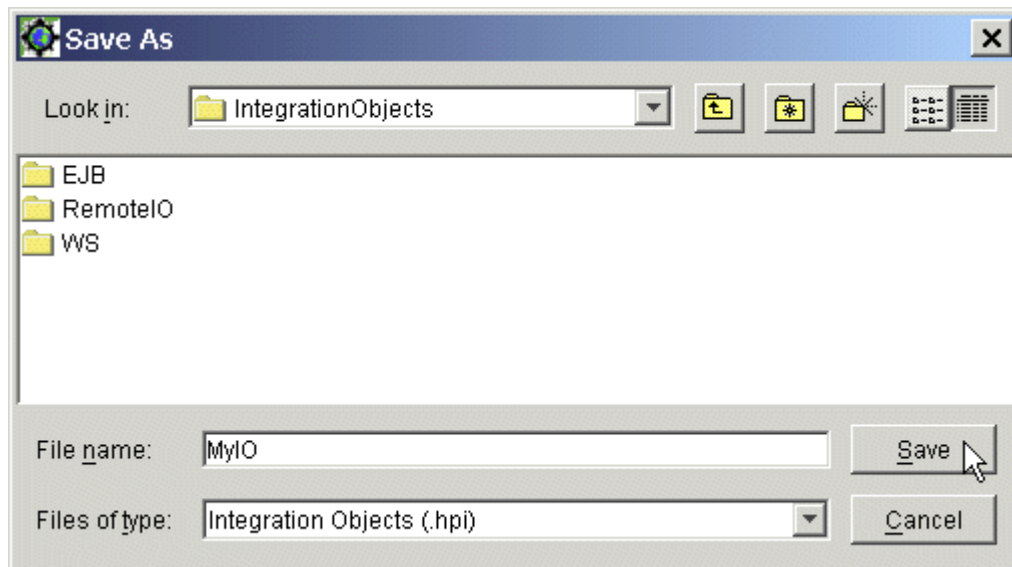 Save As
Look in: IntegrationObjects
EJB
RemoteIO
WS
File name: MyIO Save
Files of type: Integration Objects (.hpi) Cancel